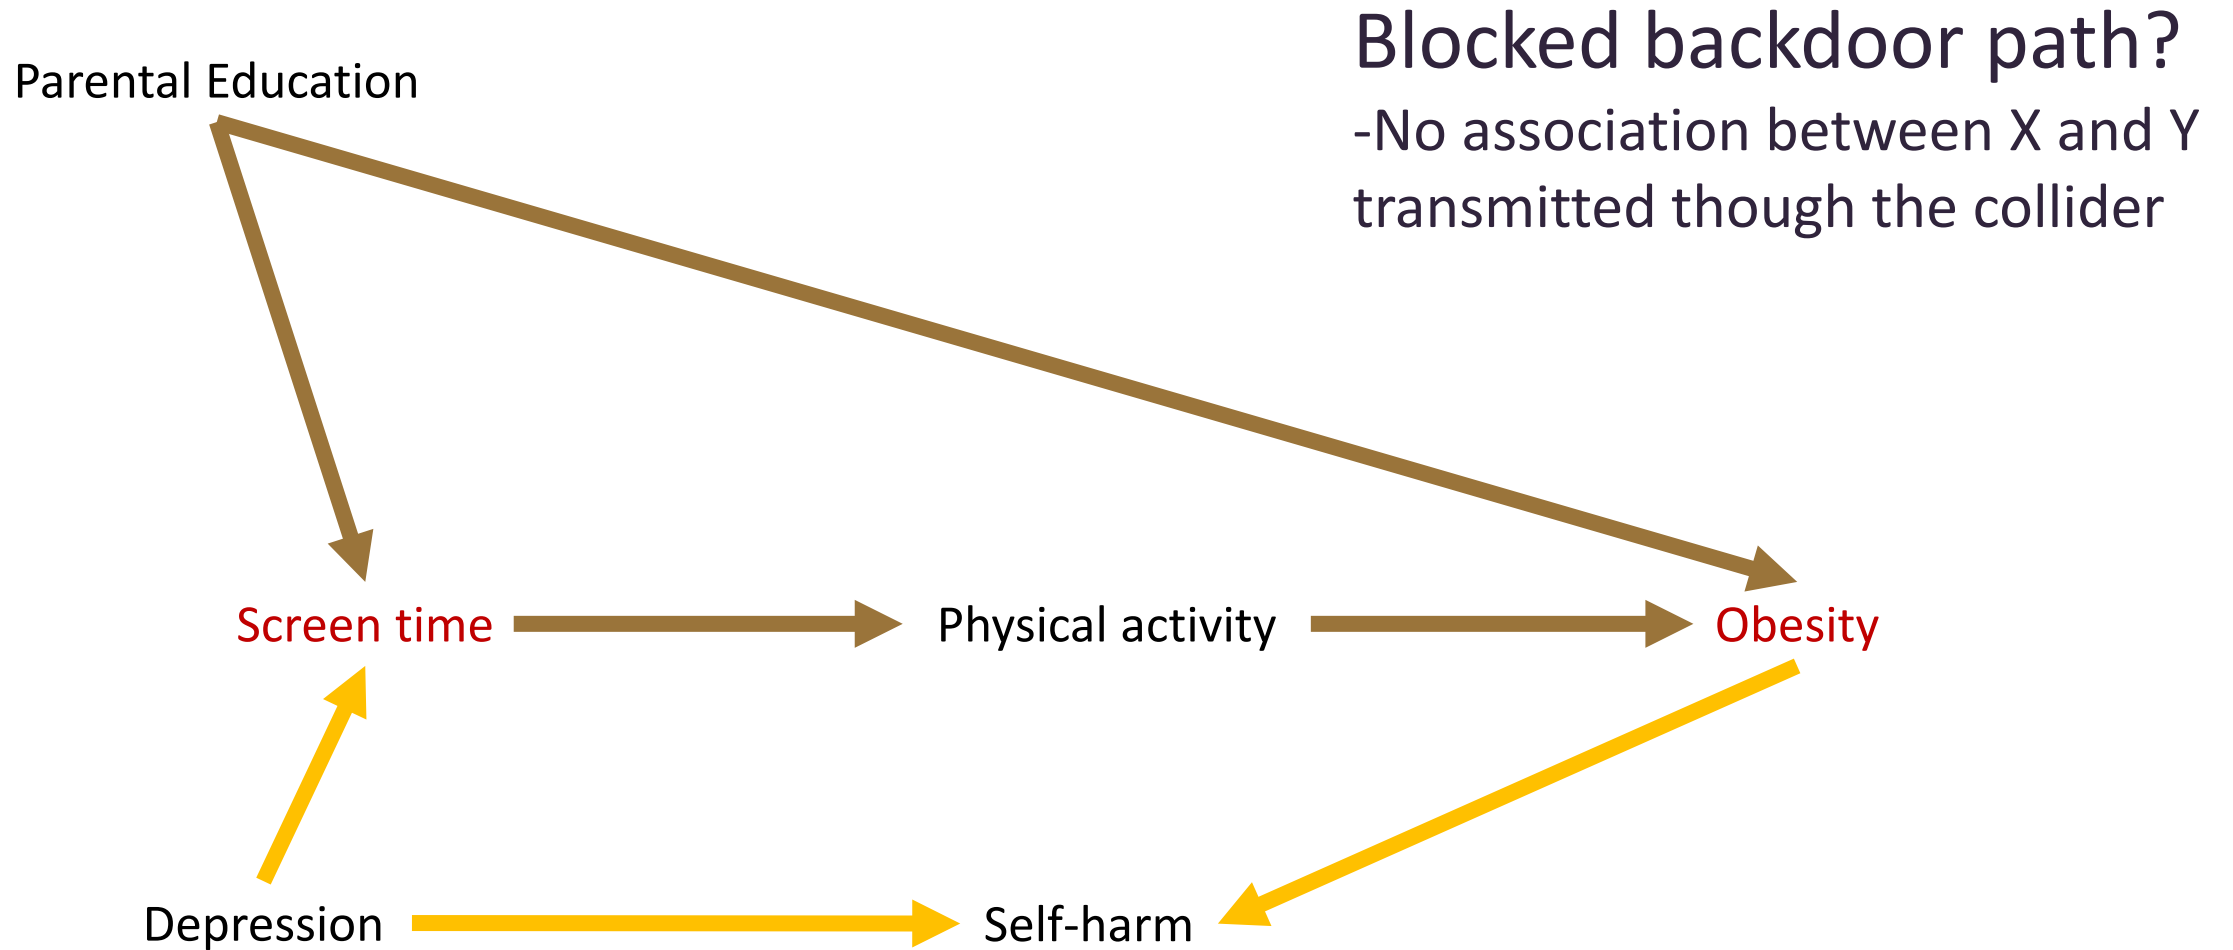 Blocked backdoor path?
-No association between X and Y
transmitted though the collider
Parental Education
Screen time
Physical activity
Obesity
Depression
Self-harm